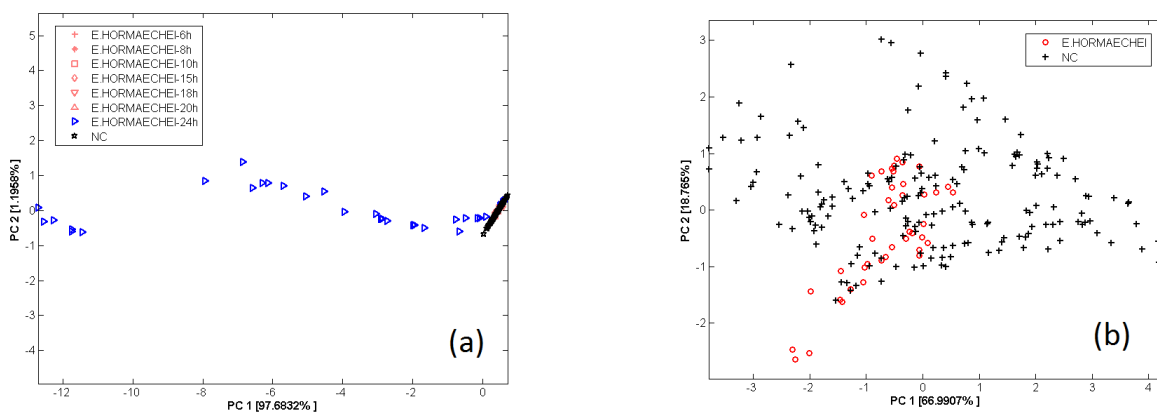 5
4
3
2
1
0
-1
-2
-3
-4
PC 2 [1.1958% ]
E.HORMAECHEI-6h
E.HORMAECHEI-8h
E.HORMAECHEI-10h
E.HORMAECHEI-15h
E.HORMAECHEI-18h
E.HORMAECHEI-20h
E.HORMAECHEI-24h
NC
(a)
-12 -10 -8 -6 -4 -2 0
PC 1 [97.6832% ]
3
2
1
0
-1
-2
PC 2 [18.765% ]
E.HORMAECHEI
NC
(b)
-3 -2 -1 0 1 2 3 4
PC 1 [66.9907% ]